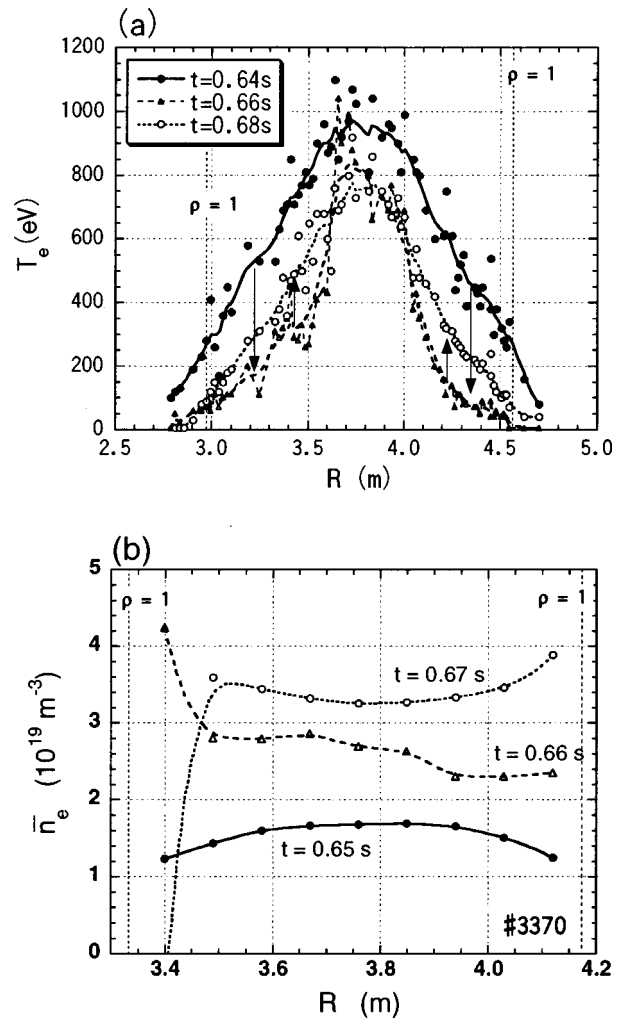 (a)
1200
1000
800
600
400
200
0
Tₑ (eV)
t=0.64s
t=0.66s
t=0.68s
ρ = 1
ρ = 1
2.5 3.0 3.5 4.0 4.5 5.0
R (m)
(b)
5
4
3
2
1
0
n̄ₑ (10¹⁹ m⁻³)
ρ = 1
ρ = 1
t = 0.67 s
t = 0.66 s
t = 0.65 s
#3370
3.4 3.6 3.8 4.0 4.2
R (m)